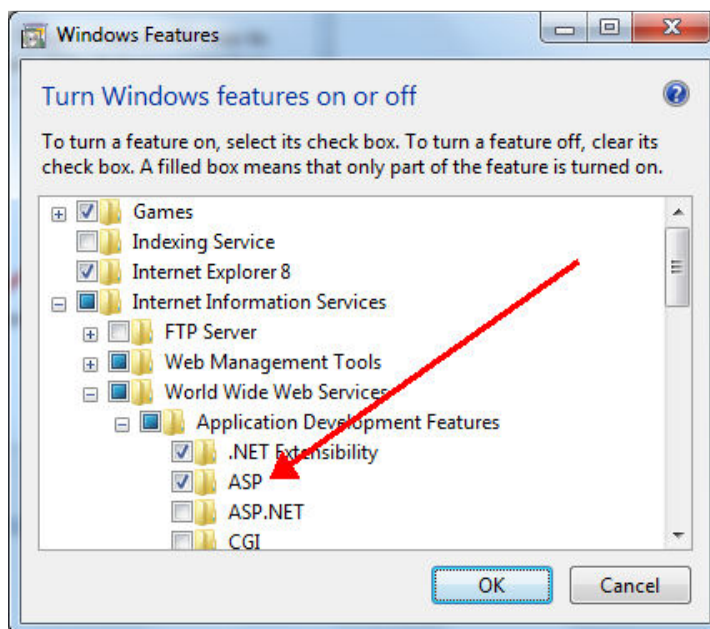 Windows Features
Turn Windows features on or off
To turn a feature on, select its check box. To turn a feature off, clear its
check box. A filled box means that only part of the feature is turned on.
Games
Indexing Service
Internet Explorer 8
Internet Information Services
FTP Server
Web Management Tools
World Wide Web Services
Application Development Features
.NET Extensibility
ASP
ASP.NET
CGI
OK
Cancel